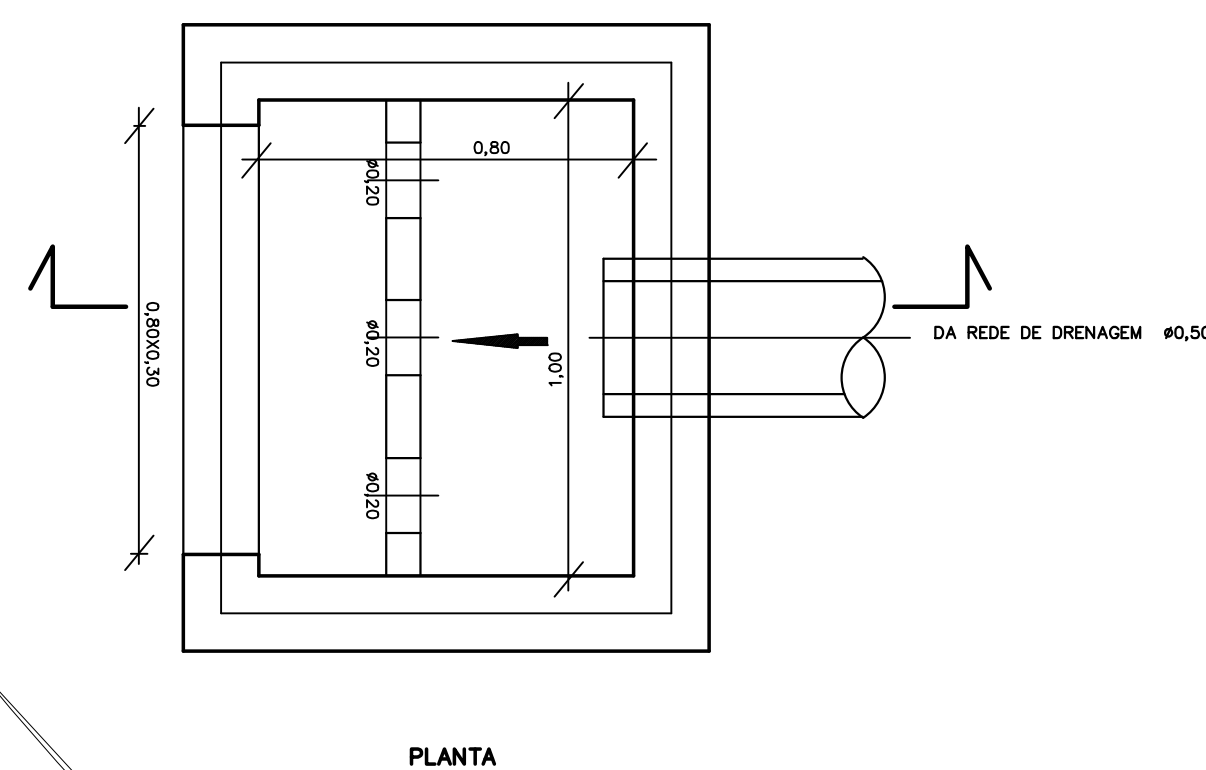 0,80
ø0,20
0,80X0,30
ø0,20
1,00
DA REDE DE DRENAGEM ø0,50
ø0,20
PLANTA